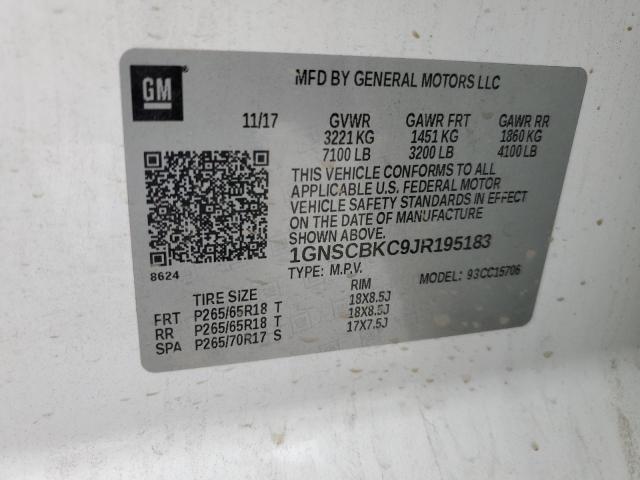 GM
MFD BY GENERAL MOTORS LLC
11/17 GVWR GAWR FRT GAWR RR
3221 KG 1451 KG 1860 KG
7100 LB 3200 LB 4100 LB
THIS VEHICLE CONFORMS TO ALL
APPLICABLE U.S. FEDERAL MOTOR
VEHICLE SAFETY STANDARDS IN EFFECT
ON THE DATE OF MANUFACTURE
SHOWN ABOVE.
1GNSCBKC9JR195183
8624
TYPE: M.P.V. MODEL: 93CC15706
TIRE SIZE RIM
FRT P265/65R18 T 18X8.5J
RR P265/65R18 T 18X8.5J
SPA P265/70R17 S 17X7.5J